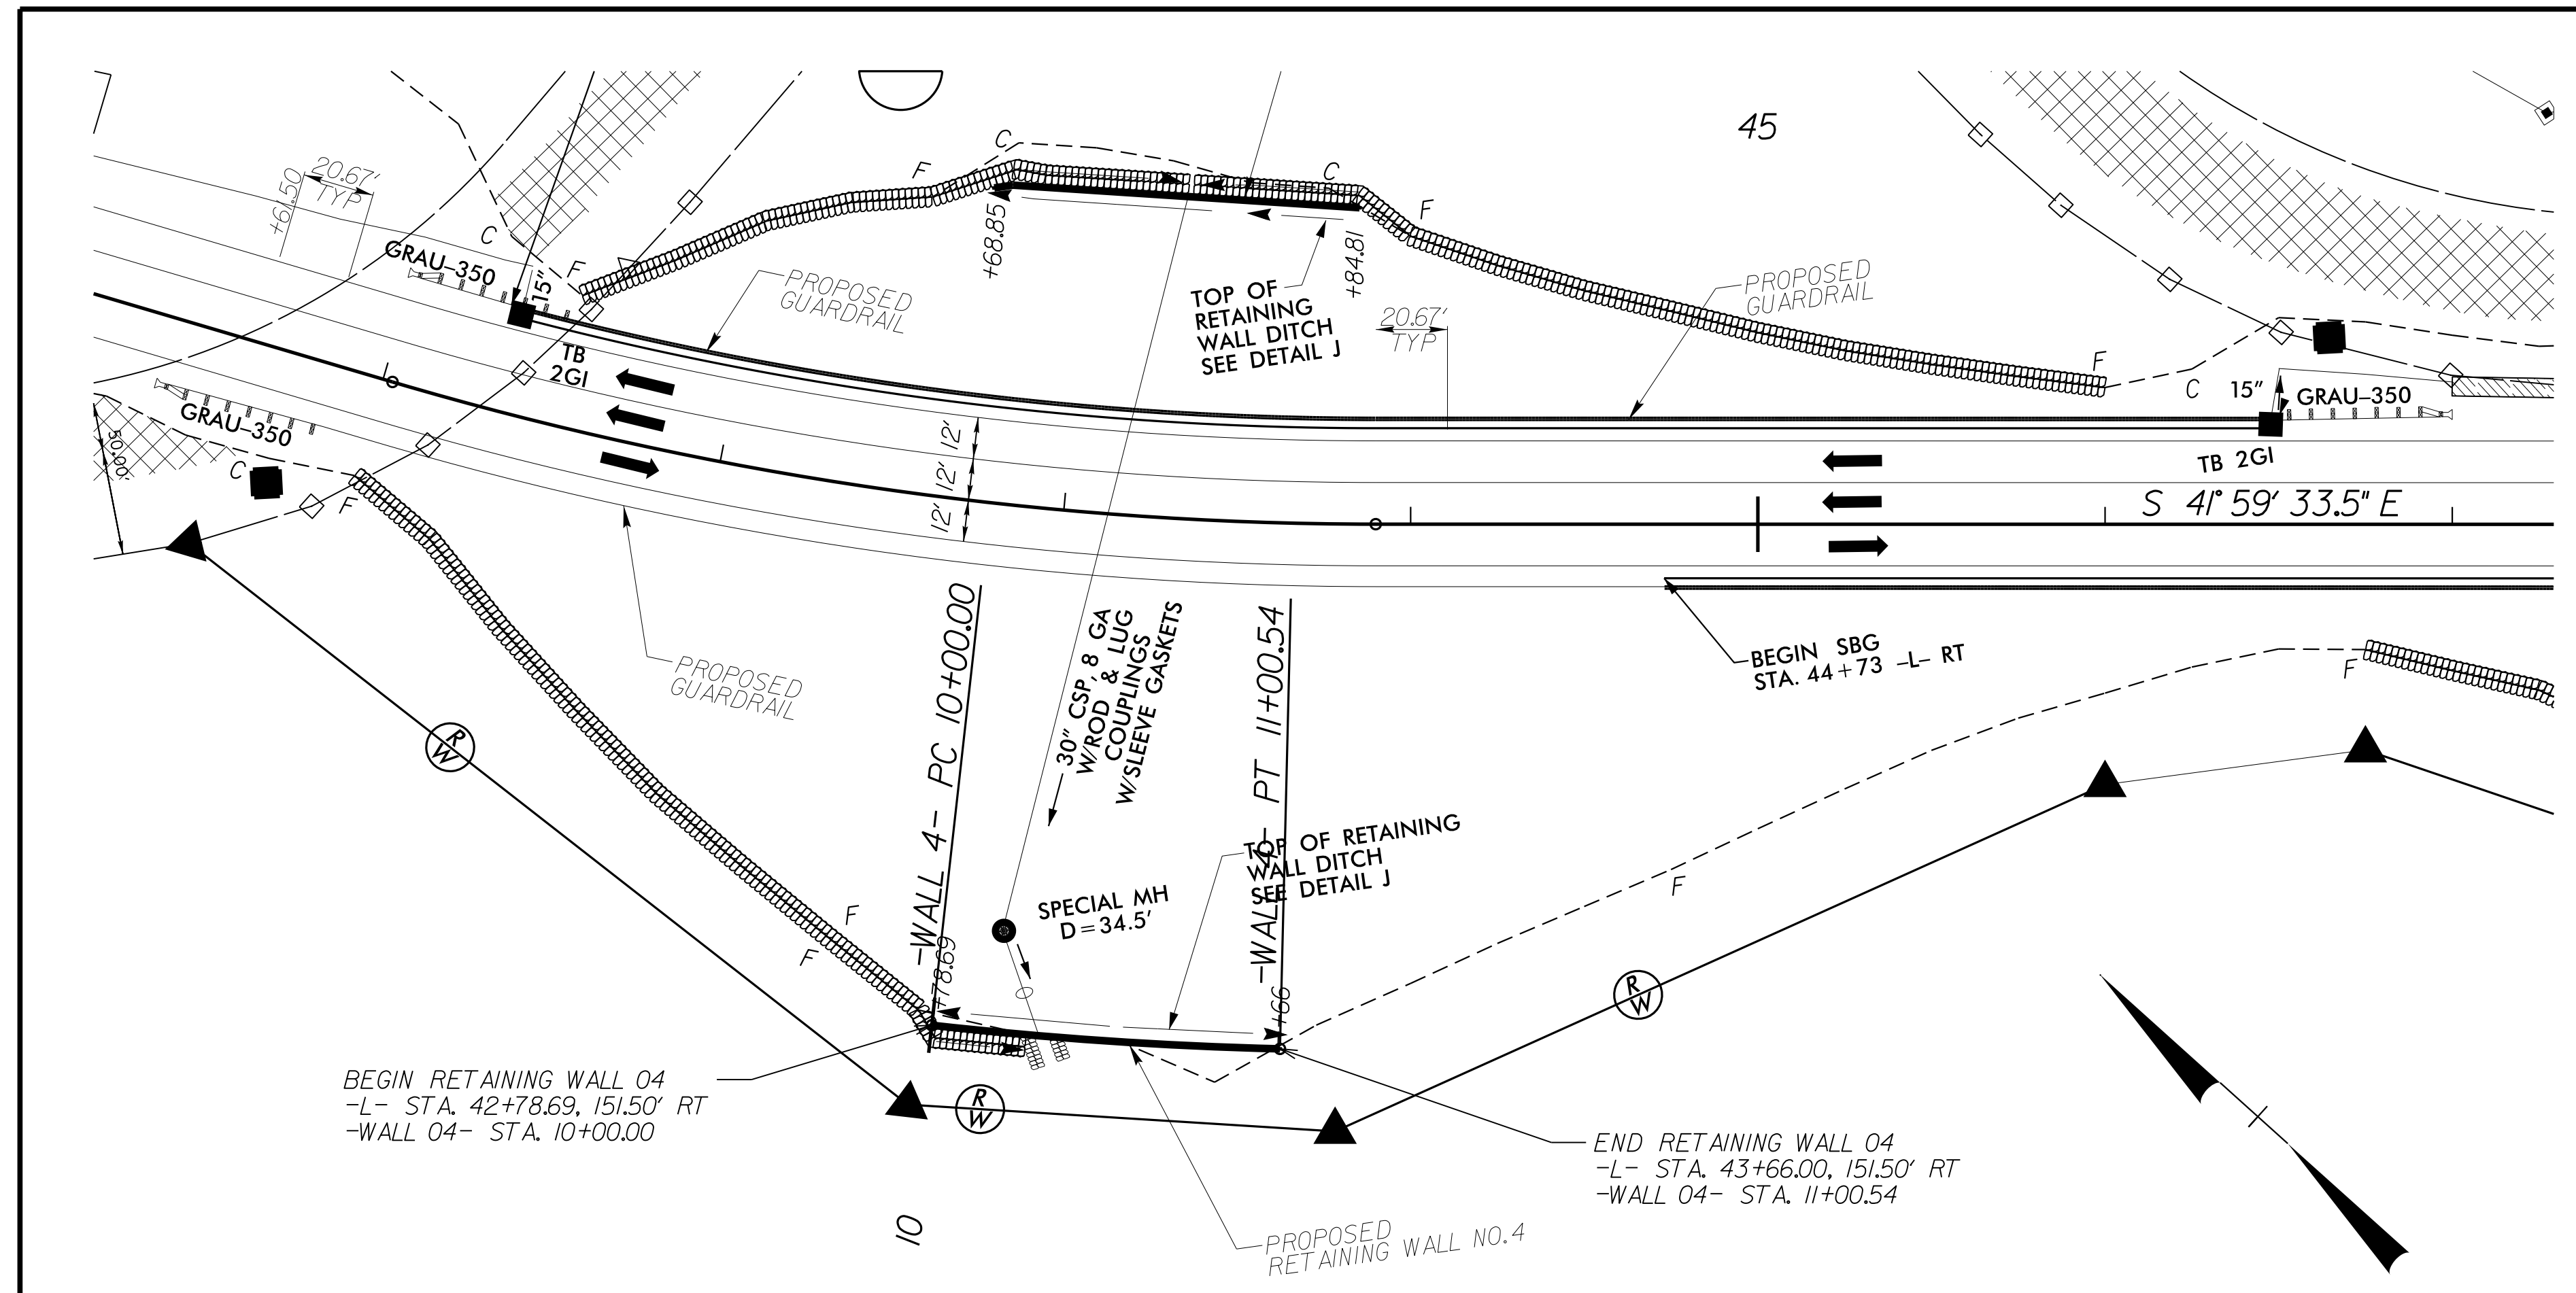 45
C
C
F
F
20.67'
TYP
+61.50
C
GRAU-350
15"
F
+68.85
+84.81
PROPOSED
GUARDRAIL
TOP OF
RETAINING
WALL DITCH
SEE DETAIL J
20.67'
TYP
PROPOSED
GUARDRAIL
F
C
15"
GRAU-350
TB
2GI
GRAU-350
50.00'
C
F
12'
12'
12'
TB 2GI
S 41° 59' 33.5" E
PROPOSED
GUARDRAIL
-WALL 4- PC 10+00.00
30" CSP, 8 GA
W/ROD & LUG
COUPLINGS
W/SLEEVE GASKETS
-WALL 4- PT 11+00.54
BEGIN SBG
STA. 44+73 -L- RT
F
R
W
TOP OF RETAINING
WALL DITCH
SEE DETAIL J
SPECIAL MH
D=34.5'
F
F
F
+78.69
+66
R
W
BEGIN RETAINING WALL 04
-L- STA. 42+78.69, 151.50' RT
-WALL 04- STA. 10+00.00
R
W
END RETAINING WALL 04
-L- STA. 43+66.00, 151.50' RT
-WALL 04- STA. 11+00.54
10
PROPOSED
RETAINING WALL NO.4